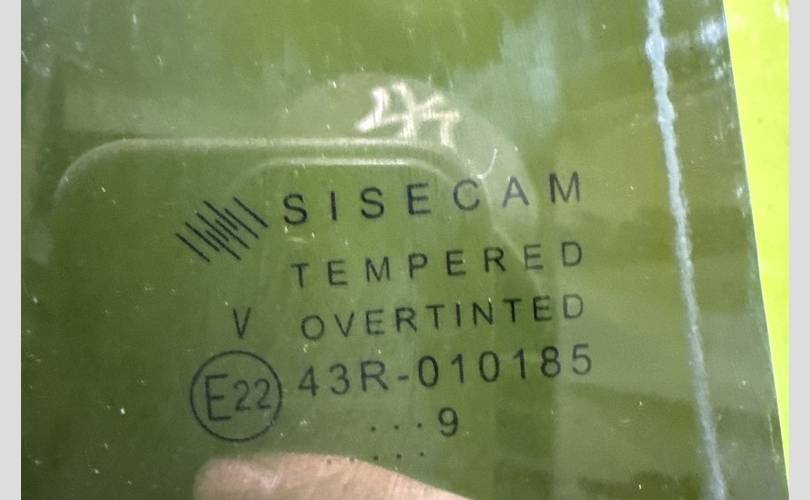 SISECAM
TEMPERED
V OVERTINTED
E22 43R-010185
...9
...